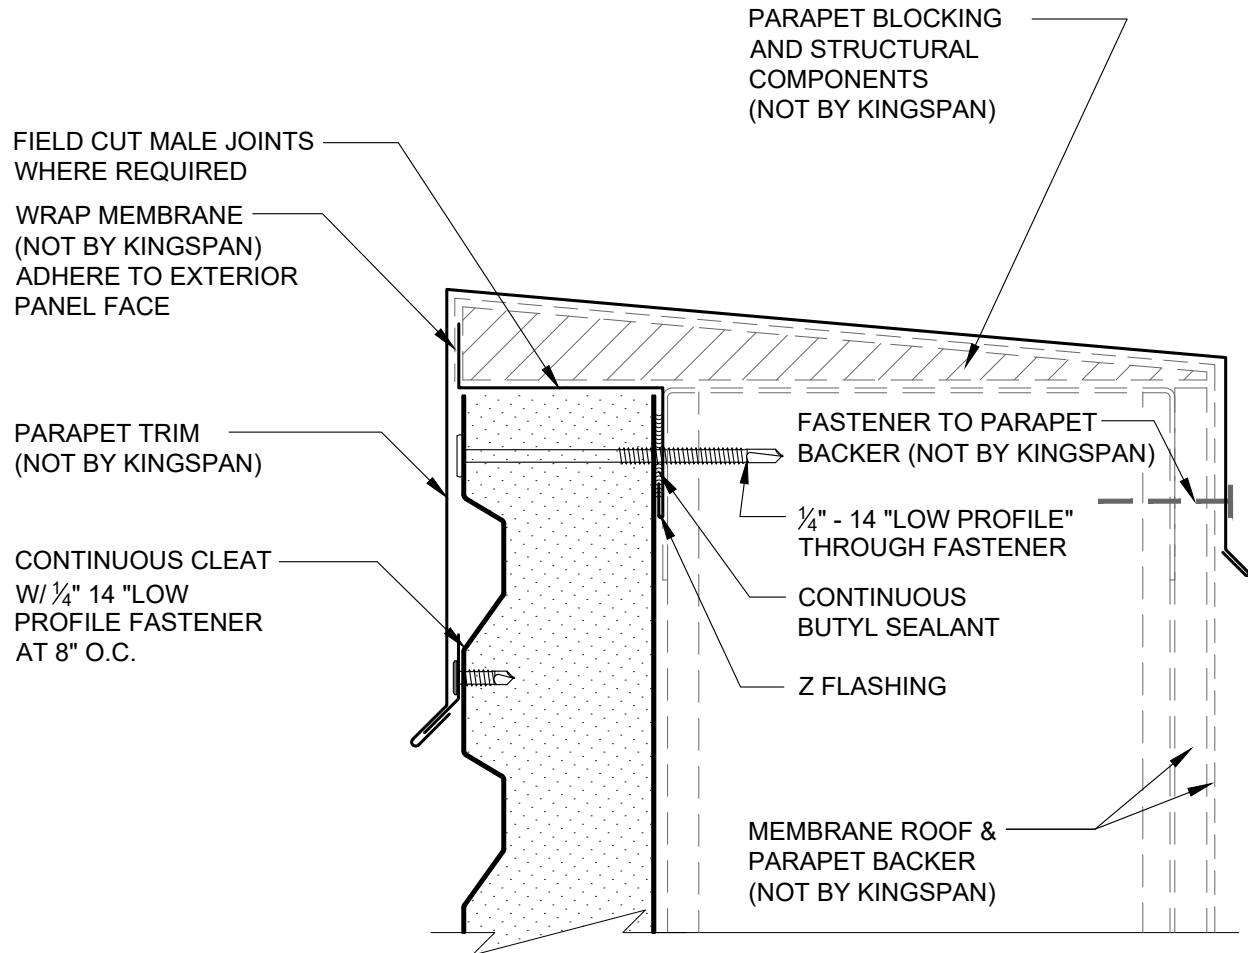 PARAPET BLOCKING
AND STRUCTURAL
COMPONENTS
(NOT BY KINGSPAN)
FIELD CUT MALE JOINTS
WHERE REQUIRED
WRAP MEMBRANE
(NOT BY KINGSPAN)
ADHERE TO EXTERIOR
PANEL FACE
PARAPET TRIM
(NOT BY KINGSPAN)
CONTINUOUS CLEAT
W/ ¼" 14 "LOW
PROFILE FASTENER
AT 8" O.C.
FASTENER TO PARAPET
BACKER (NOT BY KINGSPAN)
¼" - 14 "LOW PROFILE"
THROUGH FASTENER
CONTINUOUS
BUTYL SEALANT
Z FLASHING
MEMBRANE ROOF &
PARAPET BACKER
(NOT BY KINGSPAN)